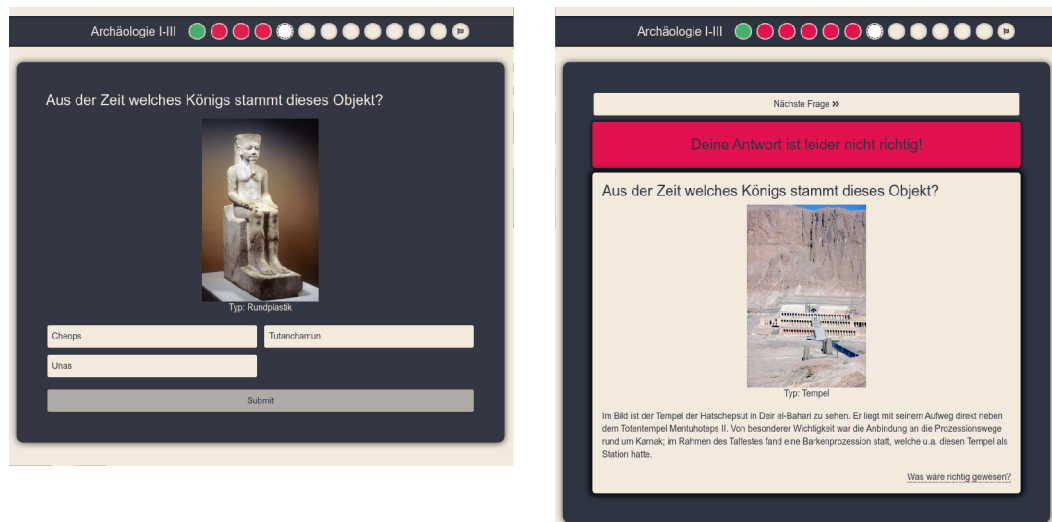 Archäologie I-III
Aus der Zeit welches Königs stammt dieses Objekt?
Typ: Rundplastik
Cheops
Tutanchamun
Unas
Submit
Archäologie I-III
Nächste Frage »
Deine Antwort ist leider nicht richtig!
Aus der Zeit welches Königs stammt dieses Objekt?
Typ: Tempel
Im Bild ist der Tempel der Hatschepsut in Deir el-Bahari zu sehen. Er liegt mit seinem Aufweg direkt neben
dem Totentempel Mentuhoteps II. Von besonderer Wichtigkeit war die Anbindung an die Prozessionswege
rund um Karnak; im Rahmen des Talfestes fand eine Barkenprozession statt, welche u.a. diesen Tempel als
Station hatte.
Was wäre richtig gewesen?